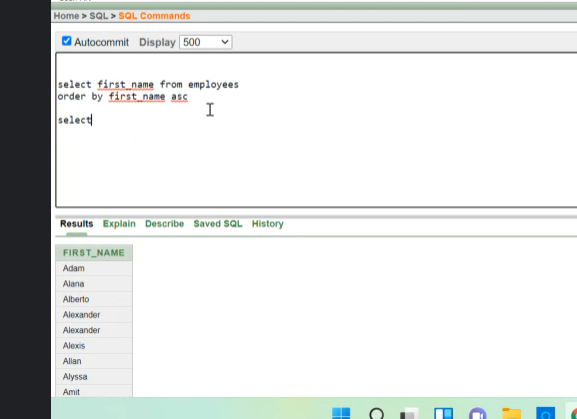 Home > SQL > SQL Commands
Autocommit Display 500
select first_name from employees
order by first_name asc
select
Results Explain Describe Saved SQL History
FIRST_NAME
Adam
Alana
Alberto
Alexander
Alexander
Alexis
Allan
Alyssa
Amit